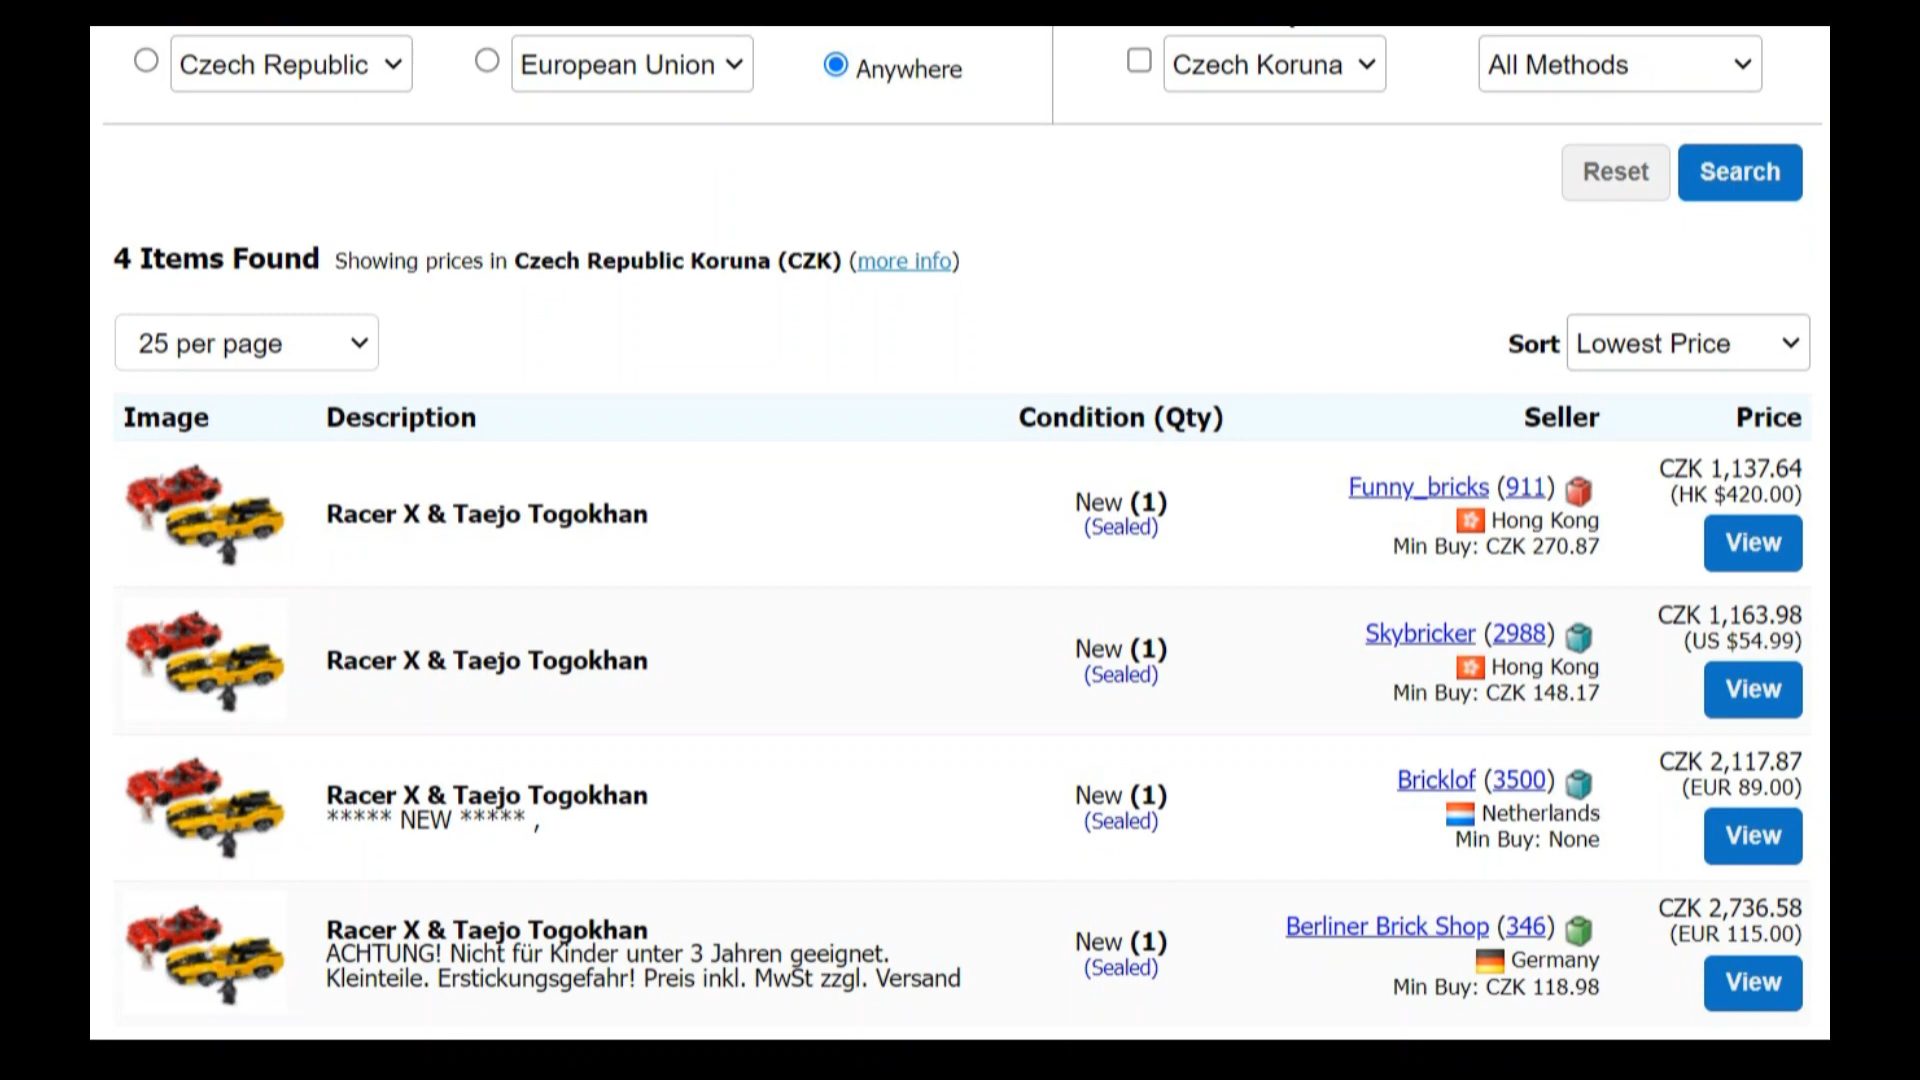 Czech Republic European Union Anywhere Czech Koruna All Methods
Reset Search
4 Items Found Showing prices in Czech Republic Koruna (CZK) (more info)
25 per page Sort Lowest Price
Image Description Condition (Qty) Seller Price
Racer X & Taejo Togokhan
New (1)
(Sealed)
Funny_bricks (911)
Hong Kong
Min Buy: CZK 270.87
CZK 1,137.64
(HK $420.00)
View
Racer X & Taejo Togokhan
New (1)
(Sealed)
Skybricker (2988)
Hong Kong
Min Buy: CZK 148.17
CZK 1,163.98
(US $54.99)
View
Racer X & Taejo Togokhan
***** NEW ***** ,
New (1)
(Sealed)
Bricklof (3500)
Netherlands
Min Buy: None
CZK 2,117.87
(EUR 89.00)
View
Racer X & Taejo Togokhan
ACHTUNG! Nicht für Kinder unter 3 Jahren geeignet.
Kleinteile. Erstickungsgefahr! Preis inkl. MwSt zzgl. Versand
New (1)
(Sealed)
Berliner Brick Shop (346)
Germany
Min Buy: CZK 118.98
CZK 2,736.58
(EUR 115.00)
View